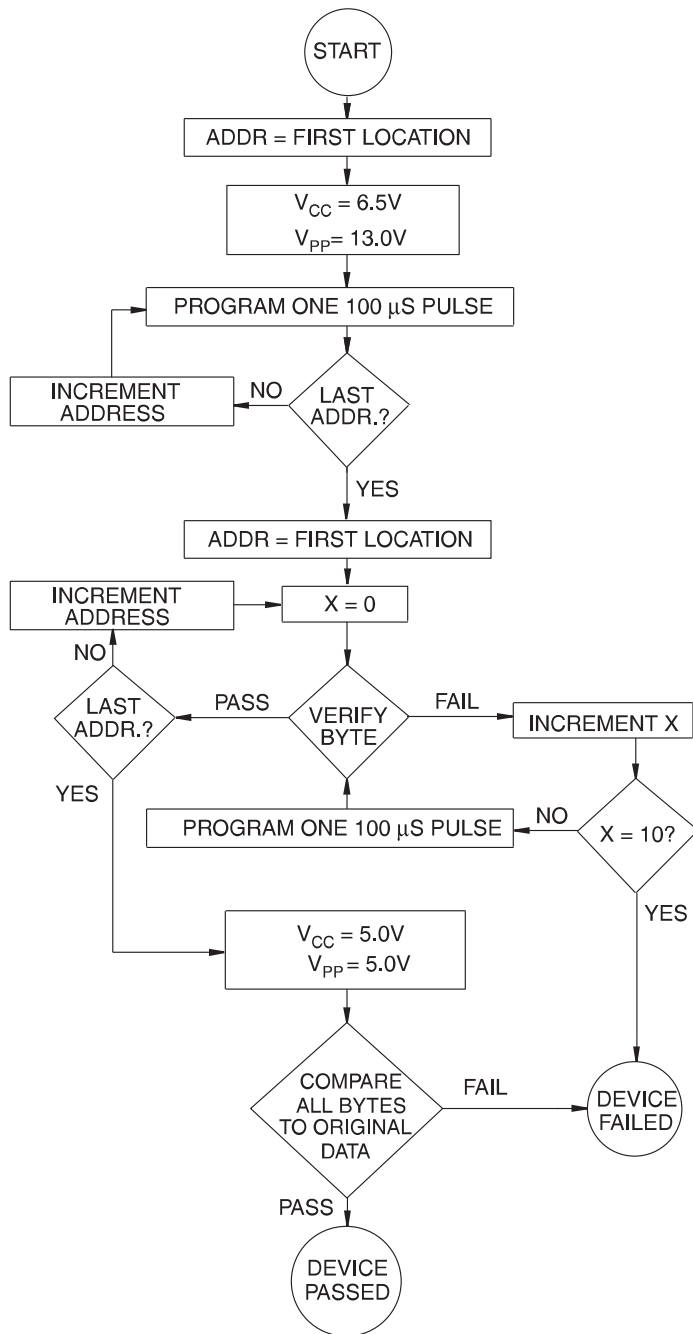 START
ADDR = FIRST LOCATION
VCC = 6.5V
VPP = 13.0V
PROGRAM ONE 100 μS PULSE
INCREMENT
ADDRESS
NO
LAST
ADDR.?
YES
ADDR = FIRST LOCATION
INCREMENT
ADDRESS
X = 0
NO
LAST
ADDR.?
PASS
VERIFY
BYTE
FAIL
INCREMENT X
YES
PROGRAM ONE 100 μS PULSE
NO
X = 10?
YES
VCC = 5.0V
VPP = 5.0V
COMPARE
ALL BYTES
TO ORIGINAL
DATA
FAIL
DEVICE
FAILED
PASS
DEVICE
PASSED